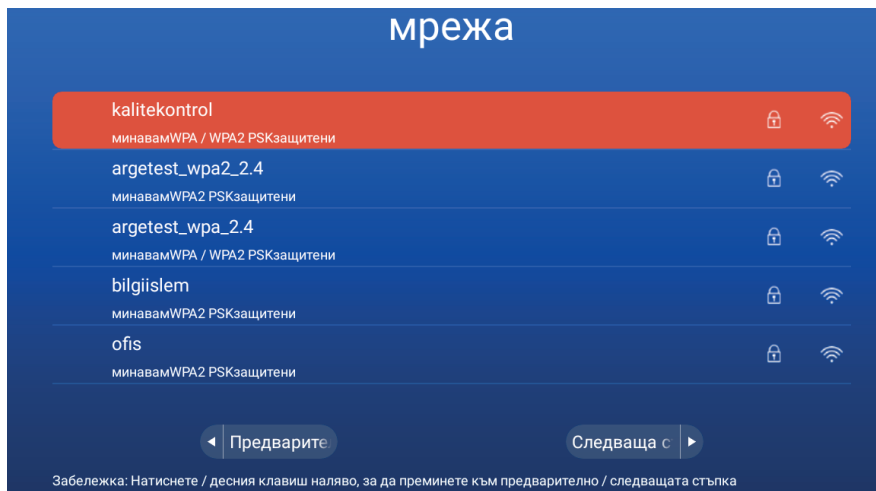 мрежа
kalitekontrol
минавамWPA / WPA2 PSKзащитени
argetest_wpa2_2.4
минавамWPA2 PSKзащитени
argetest_wpa_2.4
минавамWPA / WPA2 PSKзащитени
bilgiislem
минавамWPA2 PSKзащитени
ofis
минавамWPA2 PSKзащитени
Предварите
Следваща с
Забележка: Натиснете / десния клавиш наляво, за да преминете към предварително / следващата стъпка